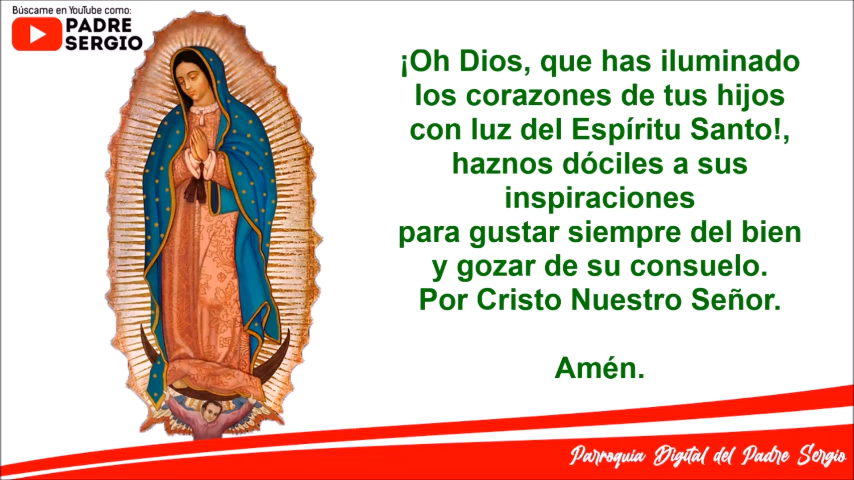 Búscame en YouTube como:
PADRE
SERGIO
¡Oh Dios, que has iluminado
los corazones de tus hijos
con luz del Espíritu Santo!,
haznos dóciles a sus
inspiraciones
para gustar siempre del bien
y gozar de su consuelo.
Por Cristo Nuestro Señor.
Amén.
Parroquia Digital del Padre Sergio